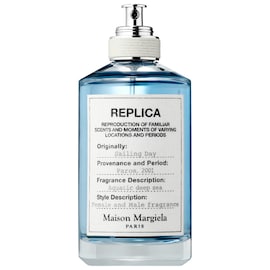 REPLICA
REPRODUCTION OF FAMILIAR
SCENTS AND MOMENTS OF VARYING
LOCATIONS AND PERIODS
Originally:
Sailing Day
Provenance and Period:
Paros, 2001
Fragrance Description:
Aquatic deep sea
Style Description:
Female and Male fragrance
Maison Margiela
PARIS